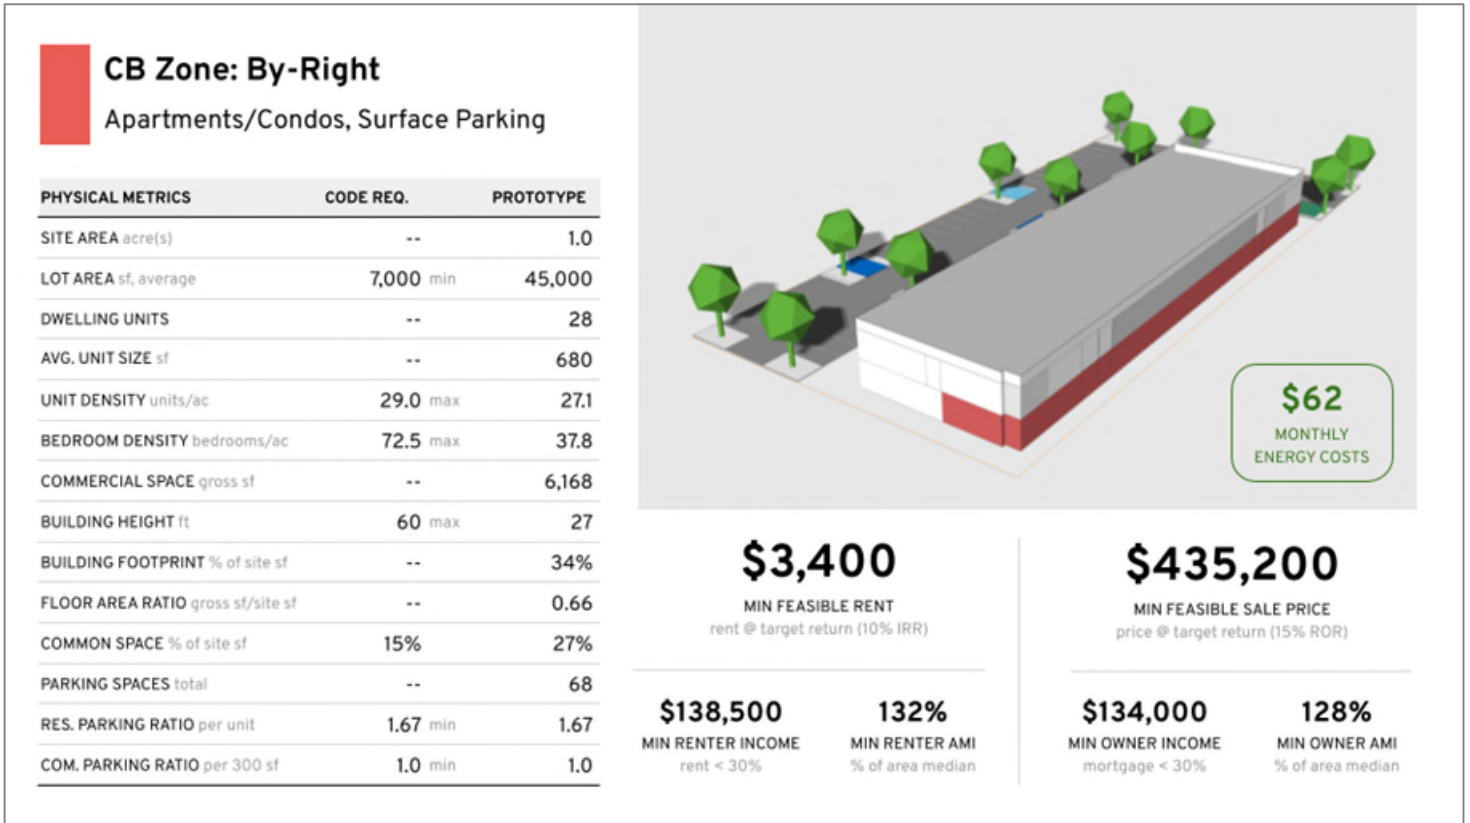 CB Zone: By-Right
Apartments/Condos, Surface Parking
PHYSICAL METRICS CODE REQ. PROTOTYPE
SITE AREA acre(s) -- 1.0
LOT AREA sf, average 7,000 min 45,000
DWELLING UNITS -- 28
AVG. UNIT SIZE sf -- 680
UNIT DENSITY units/ac 29.0 max 27.1
BEDROOM DENSITY bedrooms/ac 72.5 max 37.8
COMMERCIAL SPACE gross sf -- 6,168
BUILDING HEIGHT ft 60 max 27
BUILDING FOOTPRINT % of site sf -- 34%
FLOOR AREA RATIO gross sf/site sf -- 0.66
COMMON SPACE % of site sf 15% 27%
PARKING SPACES total -- 68
RES. PARKING RATIO per unit 1.67 min 1.67
COM. PARKING RATIO per 300 sf 1.0 min 1.0
$62
MONTHLY
ENERGY COSTS
$3,400
MIN FEASIBLE RENT
rent @ target return (10% IRR)
$138,500
MIN RENTER INCOME
rent < 30%
132%
MIN RENTER AMI
% of area median
$435,200
MIN FEASIBLE SALE PRICE
price @ target return (15% ROR)
$134,000
MIN OWNER INCOME
mortgage < 30%
128%
MIN OWNER AMI
% of area median